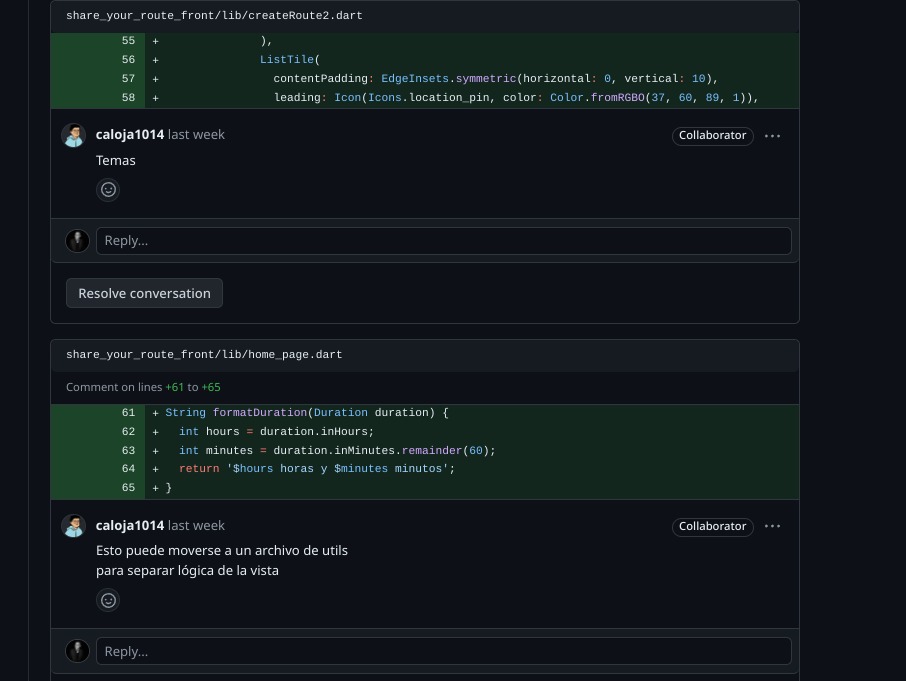 share_your_route_front/lib/createRoute2.dart
55 + ),
56 + ListTile(
57 + contentPadding: EdgeInsets.symmetric(horizontal: 0, vertical: 10),
58 + leading: Icon(Icons.location_pin, color: Color.fromRGBO(37, 60, 89, 1)),
caloja1014 last week Collaborator ...
Temas
Reply...
Resolve conversation
share_your_route_front/lib/home_page.dart
Comment on lines +61 to +65
61 + String formatDuration(Duration duration) {
62 + int hours = duration.inHours;
63 + int minutes = duration.inMinutes.remainder(60);
64 + return '$hours horas y $minutes minutos';
65 + }
caloja1014 last week Collaborator ...
Esto puede moverse a un archivo de utils
para separar lógica de la vista
Reply...